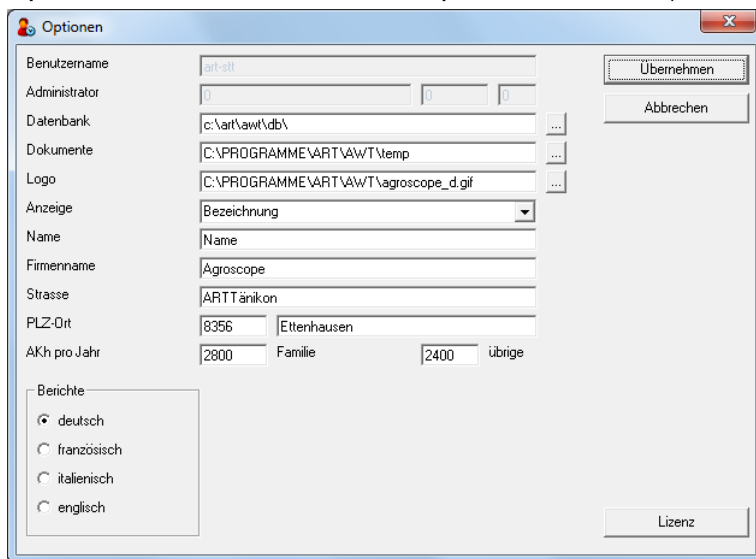 Optionen
Benutzername art-stt Übernehmen
Administrator 0 0 0
Abbrechen
Datenbank c:\art\awt\db\ ...
Dokumente C:\PROGRAMME\ART\AWT\temp ...
Logo C:\PROGRAMME\ART\AWT\agroscope_d.gif ...
Anzeige Bezeichnung
Name Name
Firmenname Agroscope
Strasse ARTTänikon
PLZ-Ort 8356 Ettenhausen
AKh pro Jahr 2800 Familie 2400 übrige
Berichte
deutsch
französisch
italienisch
englisch
Lizenz